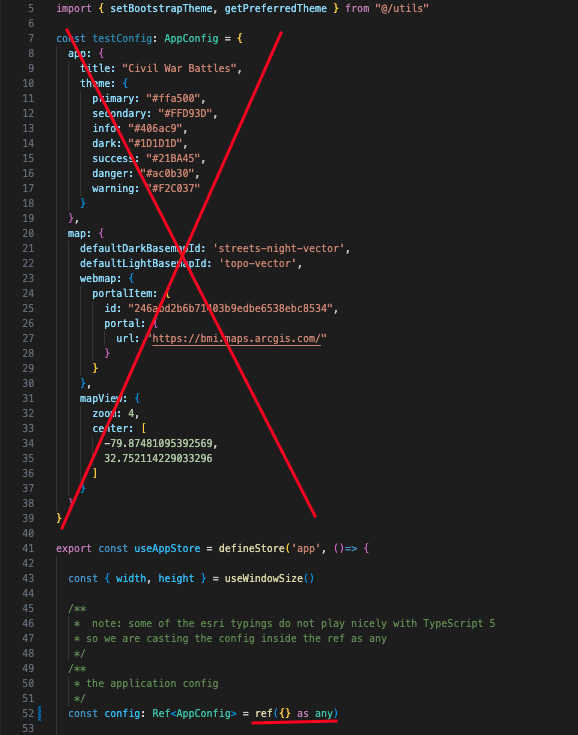 5 import { setBootstrapTheme, getPreferredTheme } from "@/utils"
6
7 const testConfig: AppConfig = {
8 app: {
9 title: "Civil War Battles",
10 theme: {
11 primary: "#ffa500",
12 secondary: "#FFD93D",
13 info: "#406ac9",
14 dark: "#1D1D1D",
15 success: "#21BA45",
16 danger: "#ac0b30",
17 warning: "#F2C037"
18 }
19 },
20 map: {
21 defaultDarkBasemapId: 'streets-night-vector',
22 defaultLightBasemapId: 'topo-vector',
23 webmap: {
24 portalItem: {
25 id:
26 portal: {
27 url: "https://bmi.maps.arcgis.com/"
28 }
29 }
30 },
31 mapView: {
32 zoom: 4,
33 center: [
34 -79.87481095392569,
35 32.752114229033296
36 ]
37 }
38 }
39 }
40
41 export const useAppStore = defineStore('app', ()=> {
42
43 const { width, height } = useWindowSize()
44
45 /**
46 * note: some of the esri typings do not play nicely with TypeScript 5
47 * so we are casting the config inside the ref as any
48 */
49 /**
50 * the application config
51 */
52 const config: Ref<AppConfig> = ref({} as any)
53